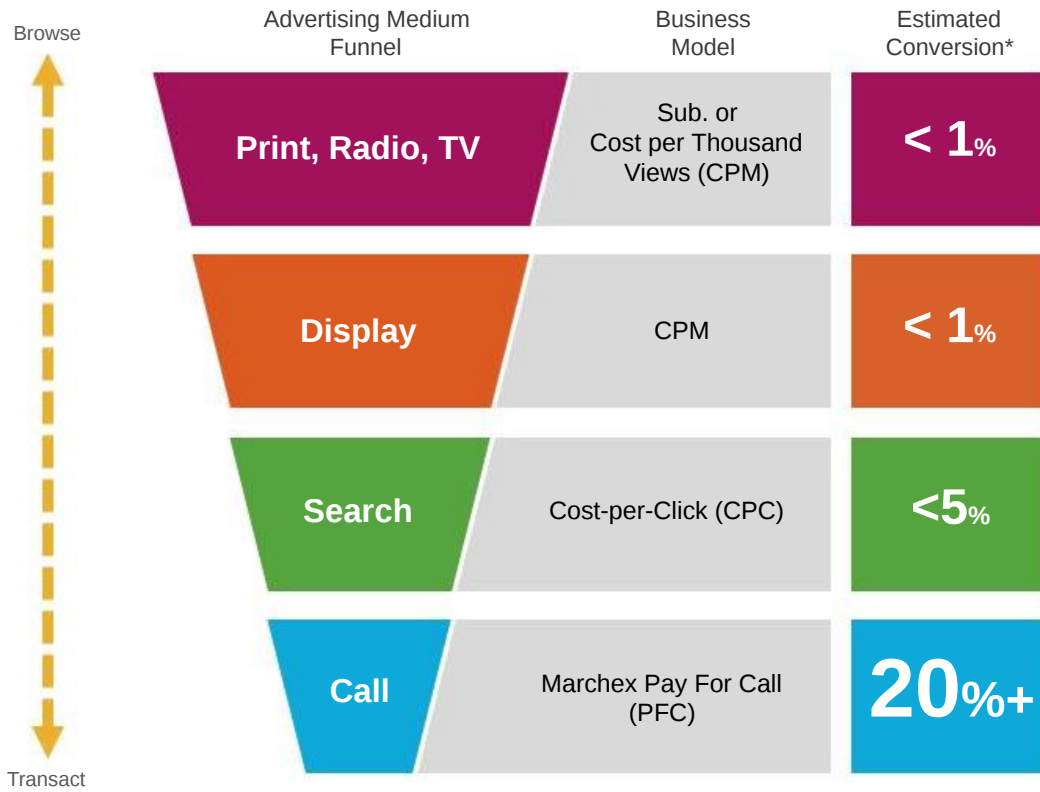 Browse
Advertising Medium
Funnel
Business
Model
Estimated
Conversion*
Print, Radio, TV
Sub. or
Cost per Thousand
Views (CPM)
< 1%
Display
CPM
< 1%
Search
Cost-per-Click (CPC)
<5%
Call
Marchex Pay For Call
(PFC)
20%+
Transact